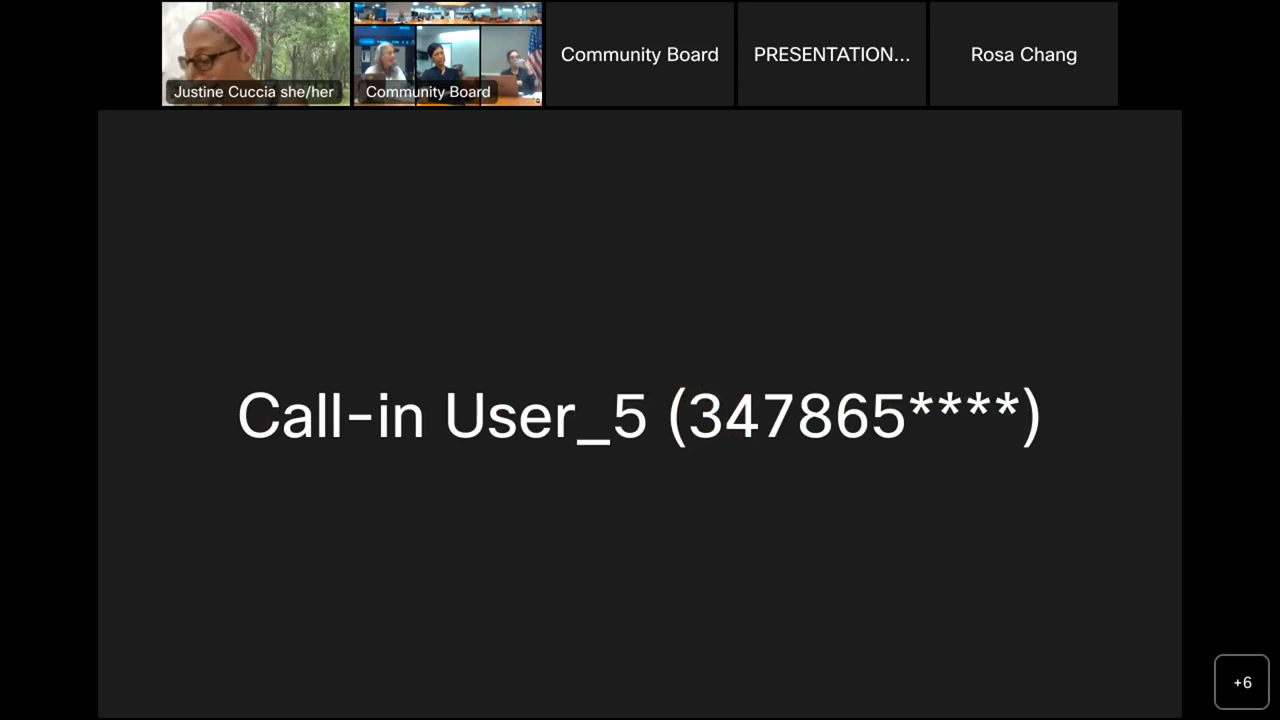 Justine Cuccia she/her
Community Board
Community Board
PRESENTATION...
Rosa Chang
Call-in User_5 (347865****)
+6